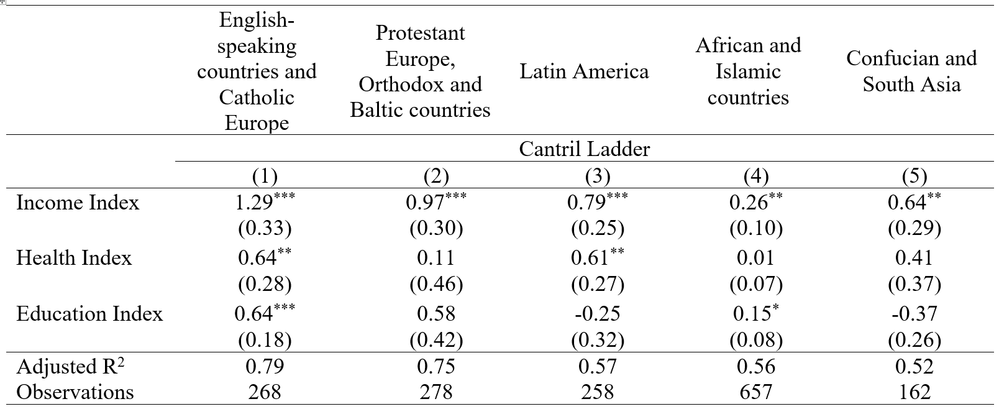 English-speaking countries and Catholic Europe | Protestant Europe, Orthodox and Baltic countries | Latin America | African and Islamic countries | Confucian and South Asia
Cantril Ladder
(1) (2) (3) (4) (5)
Income Index 1.29*** 0.97*** 0.79*** 0.26** 0.64**
(0.33) (0.30) (0.25) (0.10) (0.29)
Health Index 0.64** 0.11 0.61** 0.01 0.41
(0.28) (0.46) (0.27) (0.07) (0.37)
Education Index 0.64*** 0.58 -0.25 0.15* -0.37
(0.18) (0.42) (0.32) (0.08) (0.26)
Adjusted R² 0.79 0.75 0.57 0.56 0.52
Observations 268 278 258 657 162